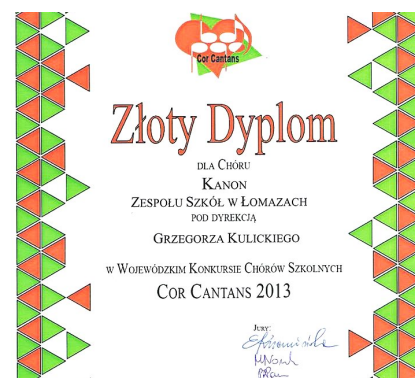 Cor Cantans
Złoty Dyplom
DLA CHÓRU
KANON
ZESPOŁU SZKÓŁ W ŁOMAZACH
POD DYREKCJĄ
GRZEGORZA KULICKIEGO
W WOJEWÓDZKIM KONKURSIE CHÓRÓW SZKOLNYCH
COR CANTANS 2013
JURY: